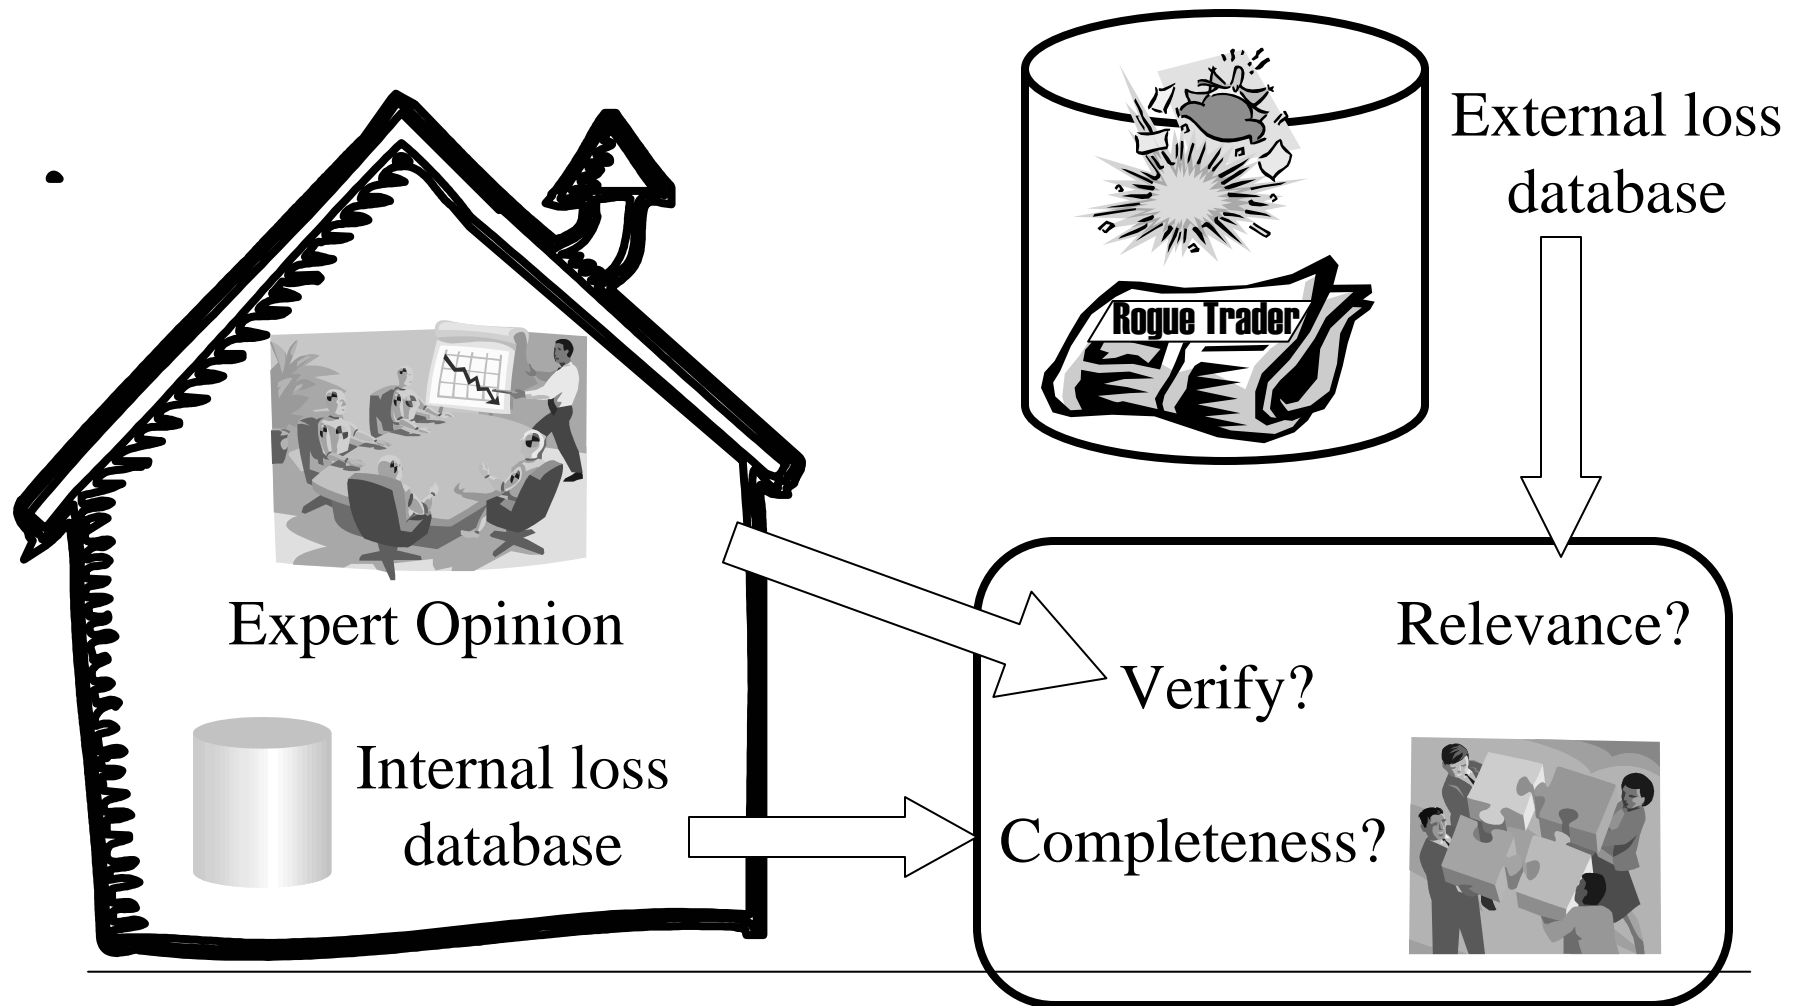 External loss
database
Rogue Trader
Expert Opinion
Relevance?
Verify?
Internal loss
database
Completeness?